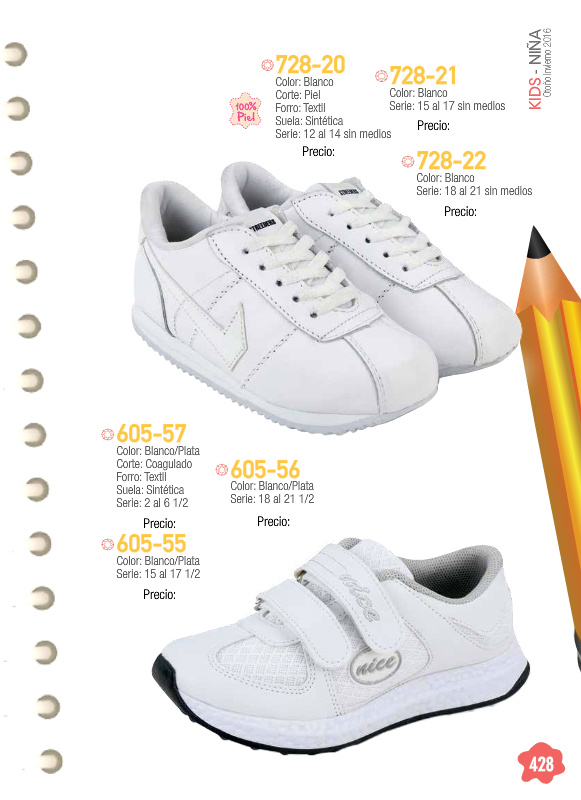 KIDS - NIÑA
Otoño Invierno 2016
728-20
Color: Blanco
Corte: Piel
Forro: Textil
Suela: Sintética
Serie: 12 al 14 sin medios
Precio:
100%
Piel
728-21
Color: Blanco
Serie: 15 al 17 sin medios
Precio:
728-22
Color: Blanco
Serie: 18 al 21 sin medios
Precio:
605-57
Color: Blanco/Plata
Corte: Coagulado
Forro: Textil
Suela: Sintética
Serie: 2 al 6 1/2
Precio:
605-56
Color: Blanco/Plata
Serie: 18 al 21 1/2
Precio:
605-55
Color: Blanco/Plata
Serie: 15 al 17 1/2
Precio:
nice
nice
428